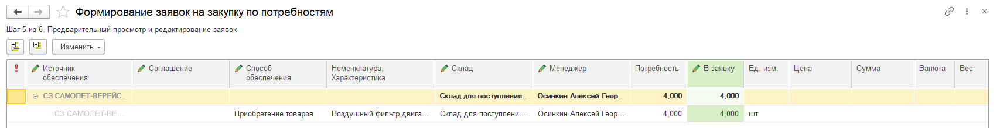 Формирование заявок на закупку по потребностям
Шаг 5 из 6. Предварительный просмотр и редактирование заявок
Изменить
Источник обеспечения Соглашение Способ обеспечения Номенклатура, Характеристика Склад Менеджер Потребность В заявку Ед. изм. Цена Сумма Валюта Вес
СЗ САМОЛЕТ-ВЕРЕЙС... Склад для поступления... Осинкин Алексей Геор... 4,000 4,000
СЗ САМОЛЕТ-ВЕ... Приобретение товаров Воздушный фильтр двига... Склад для поступлени... Осинкин Алексей Геор... 4,000 4,000 шт